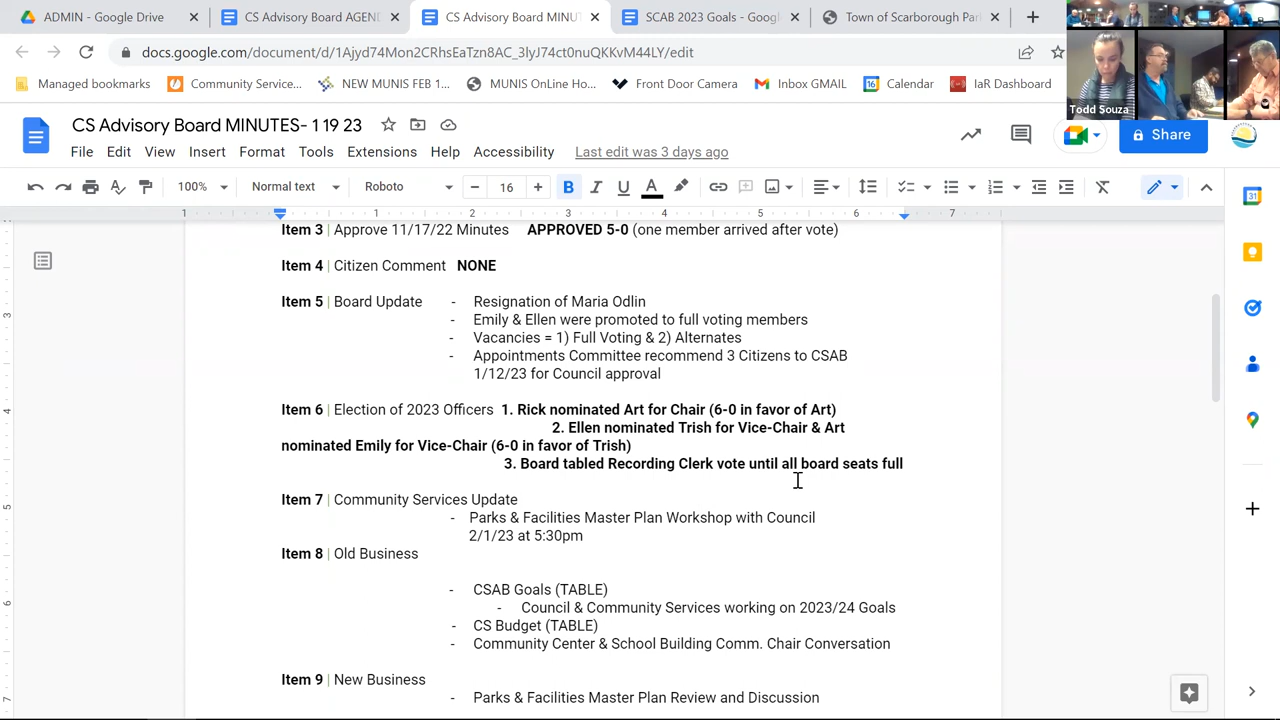 ADMIN - Google Drive
CS Advisory Board AGE
CS Advisory Board MINUT
SCAB 2023 Goals - Goog
Town of Scarborough Par
docs.google.com/document/d/
Managed bookmarks
Community Service...
NEW MUNIS FEB 1...
MUNIS OnLine Ho...
Front Door Camera
Inbox GMAIL
Calendar
IaR Dashboard
Todd Souza
CS Advisory Board MINUTES- 1 19 23
File Edit View Insert Format Tools Extensions Help Accessibility Last edit was 3 days ago
Share
100% Normal text Roboto 16
1 1 2 3 4 5 6 7
Item 3 | Approve 11/17/22 Minutes APPROVED 5-0 (one member arrived after vote)
Item 4 | Citizen Comment NONE
Item 5 | Board Update - Resignation of Maria Odlin
- Emily & Ellen were promoted to full voting members
- Vacancies = 1) Full Voting & 2) Alternates
- Appointments Committee recommend 3 Citizens to CSAB
1/12/23 for Council approval
Item 6 | Election of 2023 Officers 1. Rick nominated Art for Chair (6-0 in favor of Art)
2. Ellen nominated Trish for Vice-Chair & Art
nominated Emily for Vice-Chair (6-0 in favor of Trish)
3. Board tabled Recording Clerk vote until all board seats full
Item 7 | Community Services Update
- Parks & Facilities Master Plan Workshop with Council
2/1/23 at 5:30pm
Item 8 | Old Business
- CSAB Goals (TABLE)
- Council & Community Services working on 2023/24 Goals
- CS Budget (TABLE)
- Community Center & School Building Comm. Chair Conversation
Item 9 | New Business
- Parks & Facilities Master Plan Review and Discussion